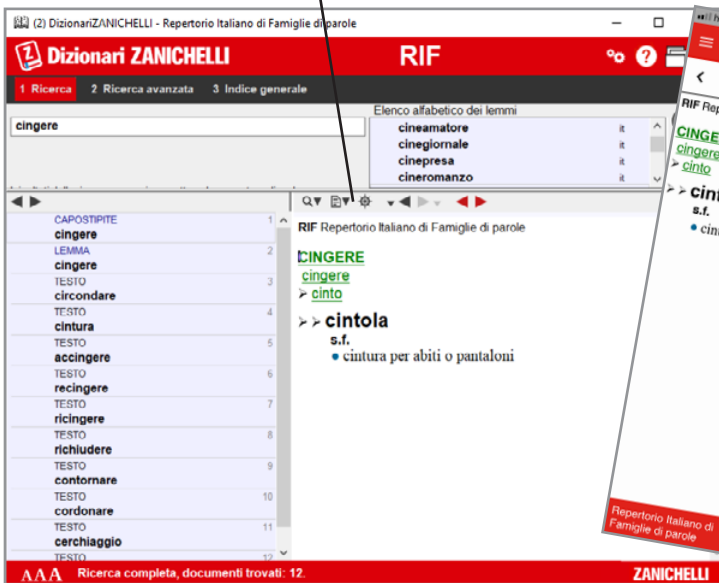 (2) DizionariZANICHELLI - Repertorio Italiano di Famiglie di parole
Dizionari ZANICHELLI
RIF
1 Ricerca 2 Ricerca avanzata 3 Indice generale
Elenco alfabetico dei lemmi
cingere
cineamatore it
cinegiornale it
cinepresa it
cineromanzo it
CAPOSTIPITE 1
cingere
LEMMA 2
cingere
TESTO 3
circondare
TESTO 4
cintura
TESTO 5
accingere
TESTO 6
recingere
TESTO 7
ricingere
TESTO 8
richiudere
TESTO 9
contornare
TESTO 10
cordonare
TESTO 11
cerchiaggio
TESTO 12
RIF Repertorio Italiano di Famiglie di parole
CINGERE
cingere
➢ cinto
➢➢ cintola
s.f.
• cintura per abiti o pantaloni
AAA Ricerca completa, documenti trovati: 12.
ZANICHELLI
RIF
cingere
➢ cinto
s.f.
Repertorio Italiano di
Famiglie di parole